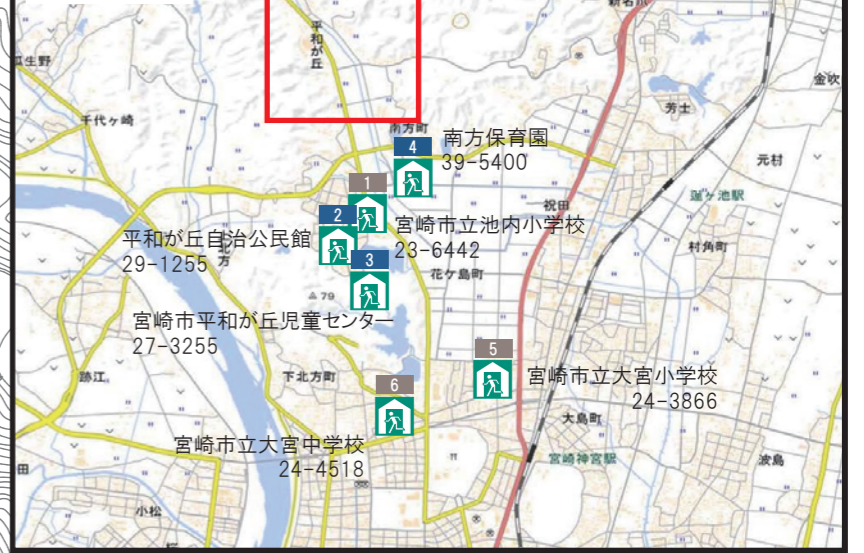 平和が丘
瓜生野
金吹
千代ヶ崎
芳士
南方町
4
南方保育園
39-5400
元村
1
蓮ヶ池駅
祝田
2
宮崎市立池内小学校
23-6442
平和が丘自治公民館
29-1255
北方
村角町
3
花ケ島町
79
宮崎市平和が丘児童センター
27-3255
5
跡江
下北方町
6
宮崎市立大宮小学校
24-3866
大島町
宮崎市立大宮中学校
24-4518
宮崎神宮駅
波島
田
小松